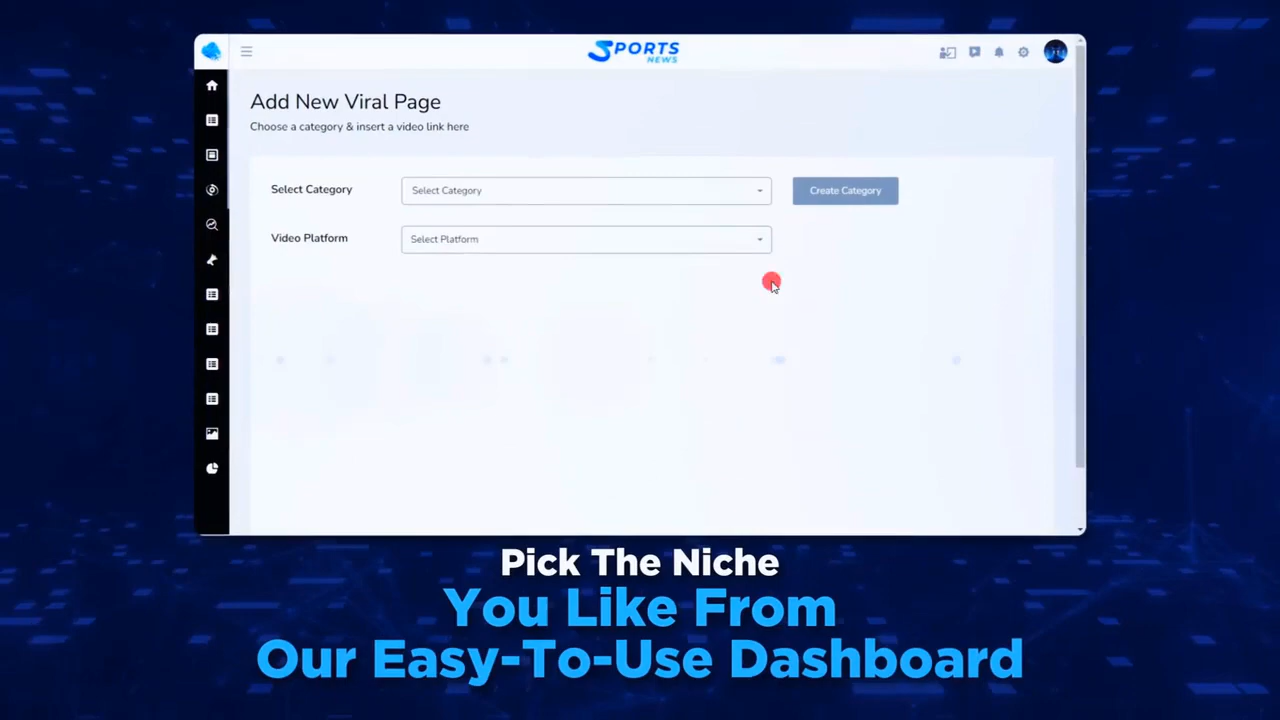 SPORTS
NEWS
Add New Viral Page
Choose a category & insert a video link here
Select Category
Select Category
Create Category
Video Platform
Select Platform
Pick The Niche
You Like From
Our Easy-To-Use Dashboard